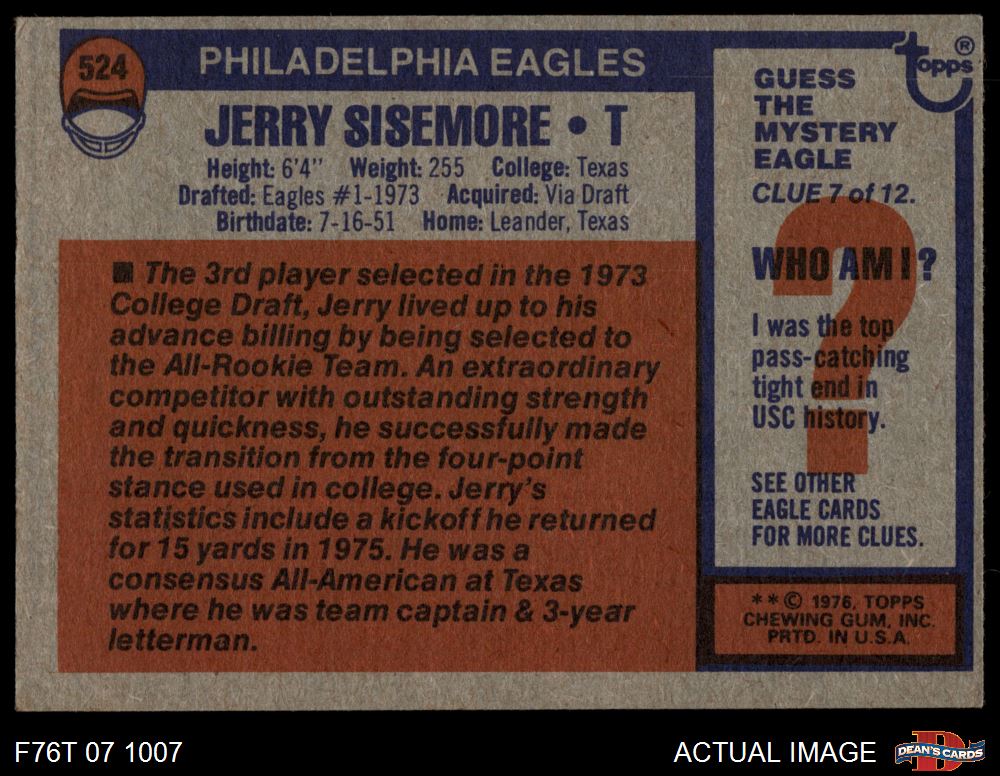 524
PHILADELPHIA EAGLES
JERRY SISEMORE • T
Height: 6'4" Weight: 255 College: Texas
Drafted: Eagles #1-1973 Acquired: Via Draft
Birthdate: 7-16-51 Home: Leander, Texas
■ The 3rd player selected in the 1973
College Draft, Jerry lived up to his
advance billing by being selected to
the All-Rookie Team. An extraordinary
competitor with outstanding strength
and quickness, he successfully made
the transition from the four-point
stance used in college. Jerry's
statistics include a kickoff he returned
for 15 yards in 1975. He was a
consensus All-American at Texas
where he was team captain & 3-year
letterman.
topps ®
GUESS
THE
MYSTERY
EAGLE
CLUE 7 of 12.
?
WHO AM I?
I was the top
pass-catching
tight end in
USC history.
SEE OTHER
EAGLE CARDS
FOR MORE CLUES.
** © 1976, TOPPS
CHEWING GUM, INC.
PRTD. IN U.S.A.
F76T 07 1007
ACTUAL IMAGE
D
DEAN'S CARDS